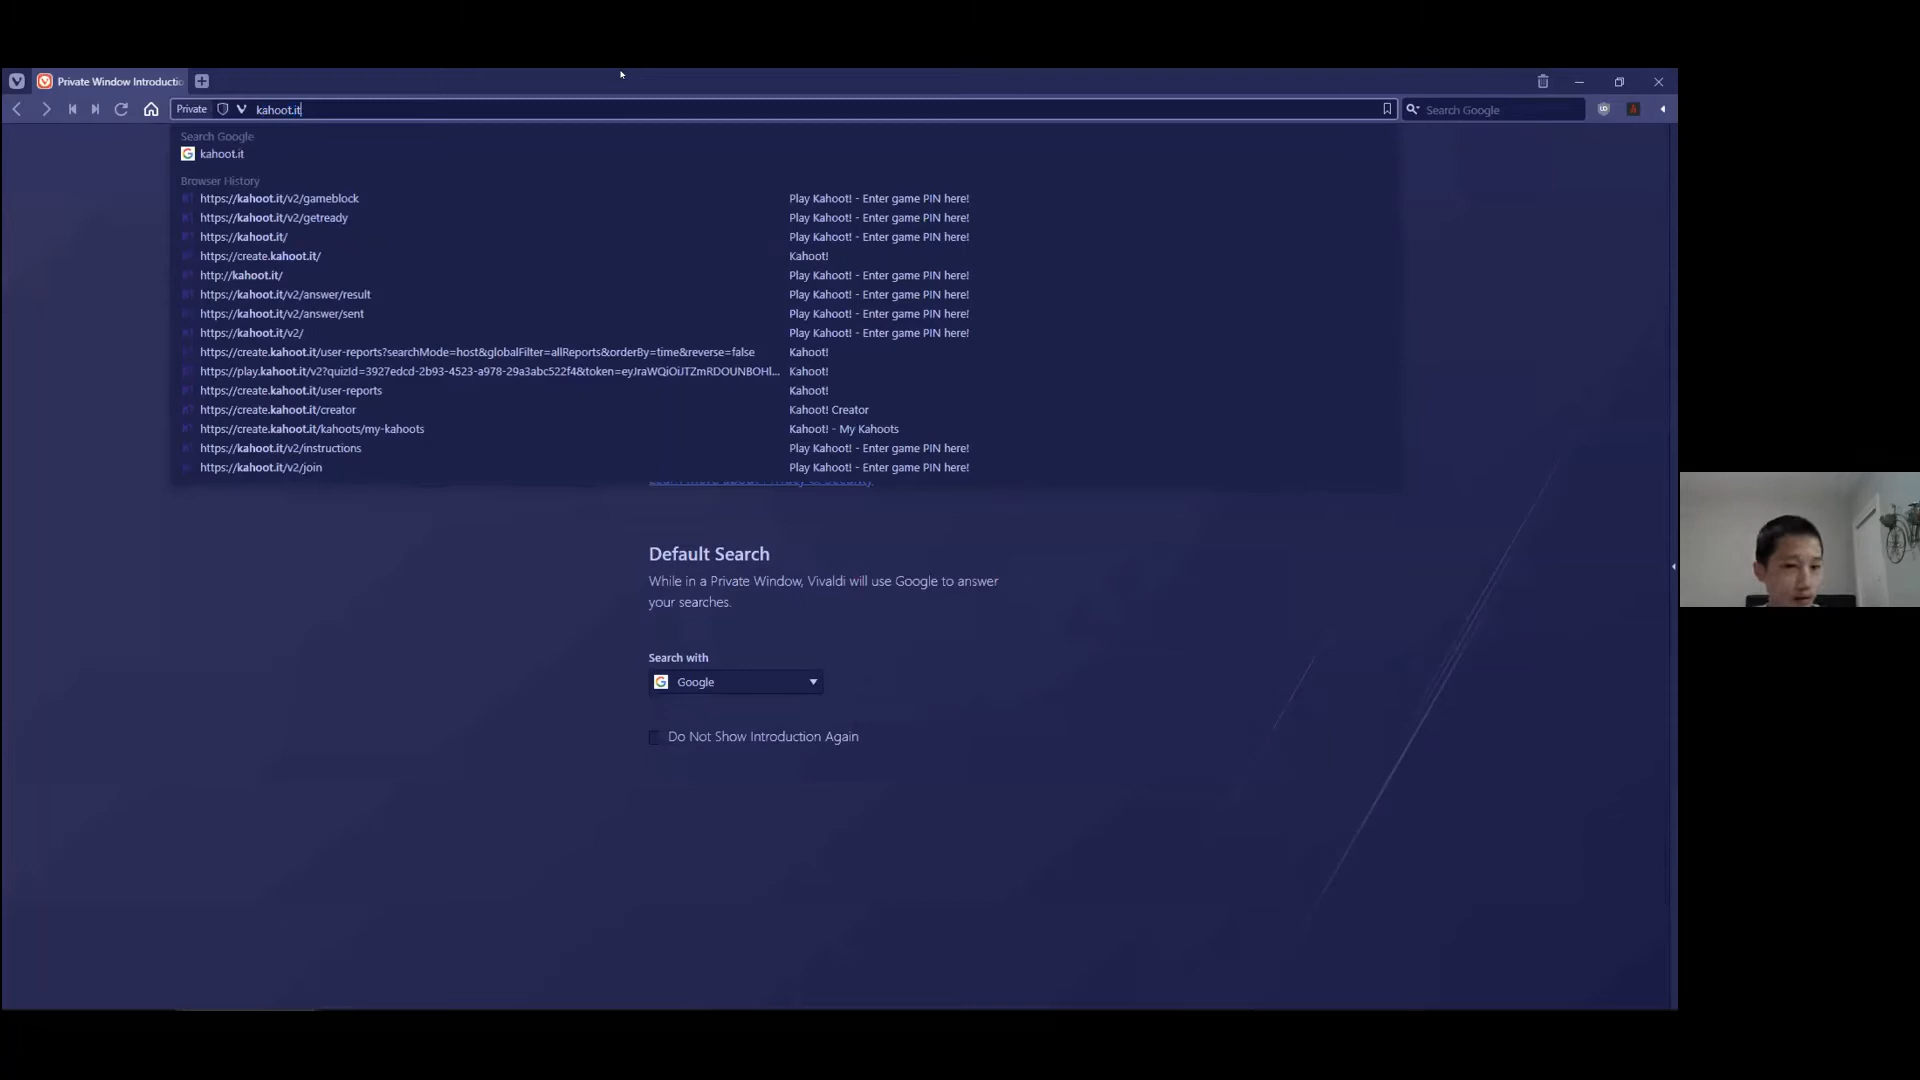 Private Window Introductio
Private kahoot.it Search Google
Search Google
kahoot.it
Browser History
https://kahoot.it/v2/gameblock Play Kahoot! - Enter game PIN here!
https://kahoot.it/v2/getready Play Kahoot! - Enter game PIN here!
https://kahoot.it/ Play Kahoot! - Enter game PIN here!
https://create.kahoot.it/ Kahoot!
http://kahoot.it/ Play Kahoot! - Enter game PIN here!
https://kahoot.it/v2/answer/result Play Kahoot! - Enter game PIN here!
https://kahoot.it/v2/answer/sent Play Kahoot! - Enter game PIN here!
https://kahoot.it/v2/ Play Kahoot! - Enter game PIN here!
https://create.kahoot.it/user-reports?searchMode=host&globalFilter=allReports&orderBy=time&reverse=false Kahoot!
https://play.kahoot.it/v2?quizId=3927edcd-2b93-4523-a978-29a3abc522f4&token=eyJraWQiOiJTZmRDOUNBOHl... Kahoot!
https://create.kahoot.it/user-reports Kahoot!
https://create.kahoot.it/creator Kahoot! Creator
https://create.kahoot.it/kahoots/my-kahoots Kahoot! - My Kahoots
https://kahoot.it/v2/instructions Play Kahoot! - Enter game PIN here!
https://kahoot.it/v2/join Play Kahoot! - Enter game PIN here!
Learn more about Privacy & Security.
Default Search
While in a Private Window, Vivaldi will use Google to answer
your searches.
Search with
Google
Do Not Show Introduction Again